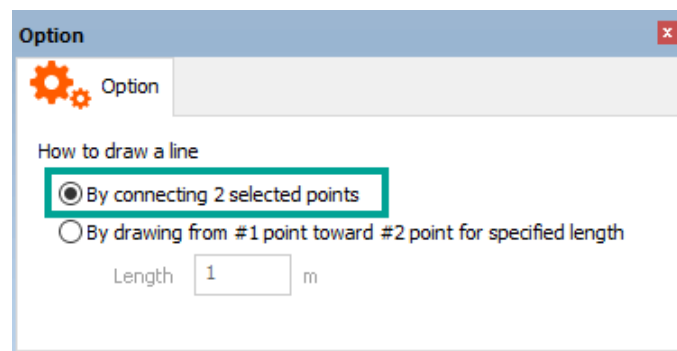 Option
Option
How to draw a line
By connecting 2 selected points
By drawing from #1 point toward #2 point for specified length
Length 1 m